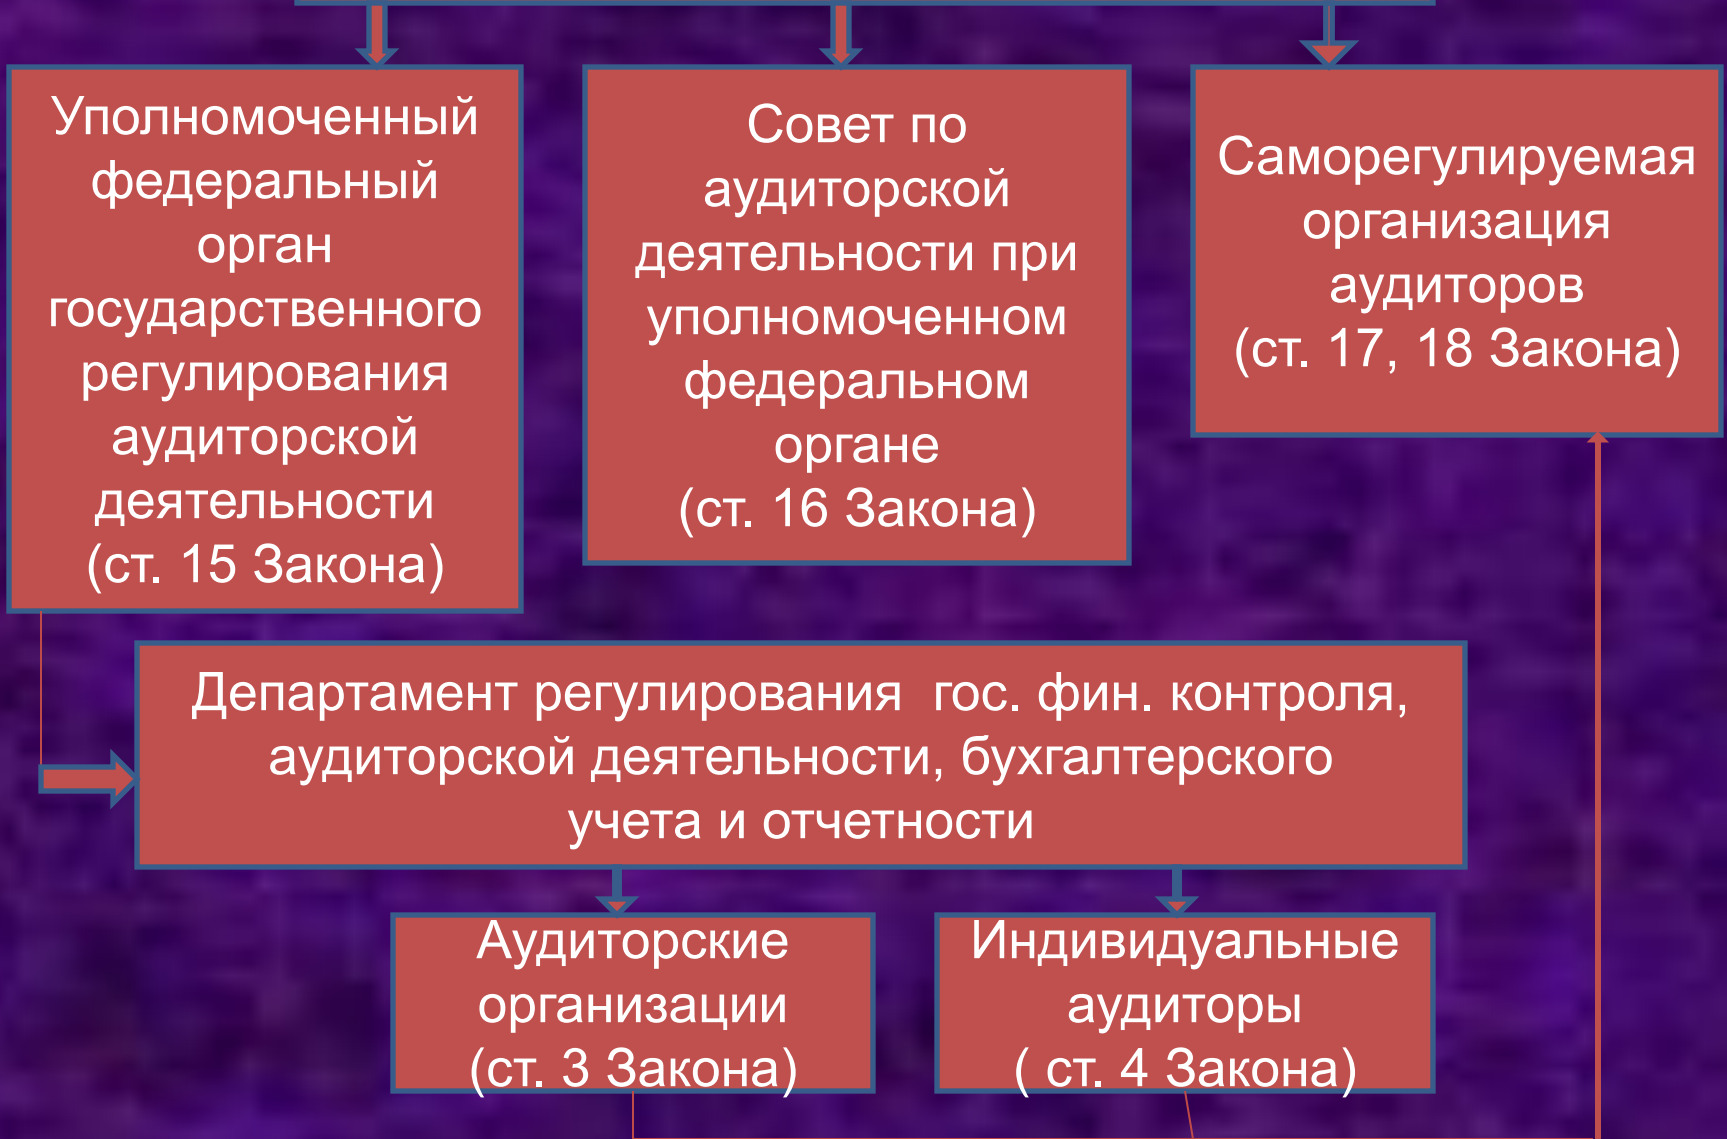 Уполномоченный
федеральный
орган
государственного
регулирования
аудиторской
деятельности
(ст. 15 Закона)
Совет по
аудиторской
деятельности при
уполномоченном
федеральном
органе
(ст. 16 Закона)
Саморегулируемая
организация
аудиторов
(ст. 17, 18 Закона)
Департамент регулирования  гос. фин. контроля,
аудиторской деятельности, бухгалтерского
учета и отчетности
Аудиторские
организации
(ст. 3 Закона)
Индивидуальные
аудиторы
( ст. 4 Закона)